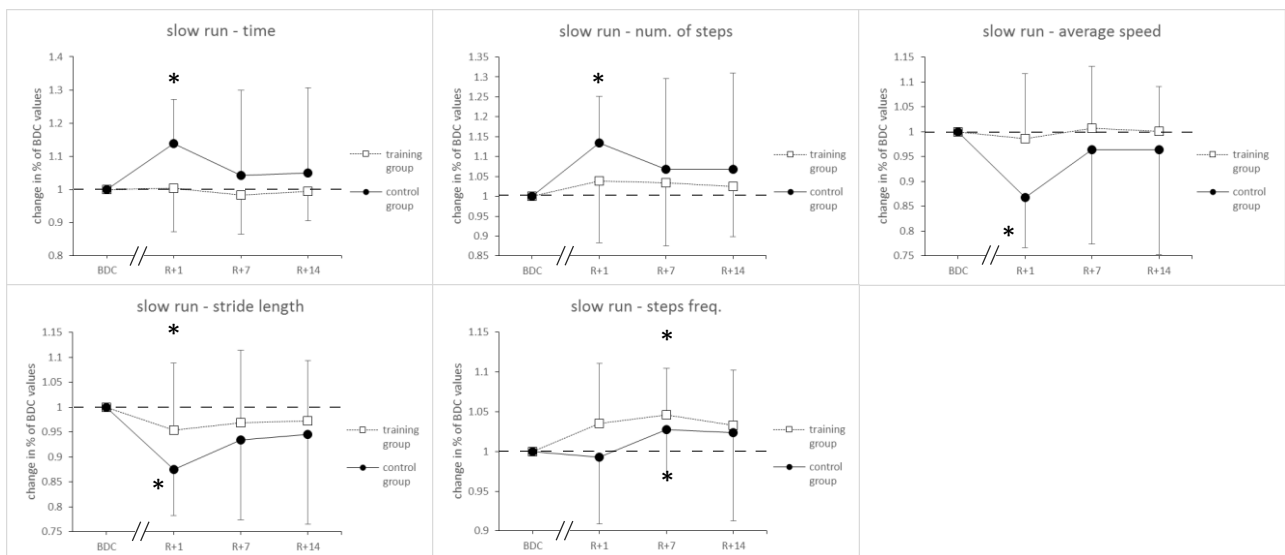 slow run - time
change in % of BDC values
1.4
1.3
1.2
1.1
1
0.9
0.8
*
training
group
control
group
BDC
R+1
R+7
R+14
slow run - num. of steps
change in % of BDC values
1.35
1.3
1.25
1.2
1.15
1.1
1.05
1
0.95
0.9
0.85
*
training
group
control
group
BDC
R+1
R+7
R+14
slow run - average speed
change in % of BDC values
1.15
1.1
1.05
1
0.95
0.9
0.85
0.8
0.75
*
training
group
control
group
BDC
R+1
R+7
R+14
slow run - stride length
change in % of BDC values
1.15
1.1
1.05
1
0.95
0.9
0.85
0.8
0.75
*
*
training
group
control
group
BDC
R+1
R+7
R+14
slow run - steps freq.
change in % of BDC values
1.15
1.1
1.05
1
0.95
0.9
*
*
training
group
control
group
BDC
R+1
R+7
R+14